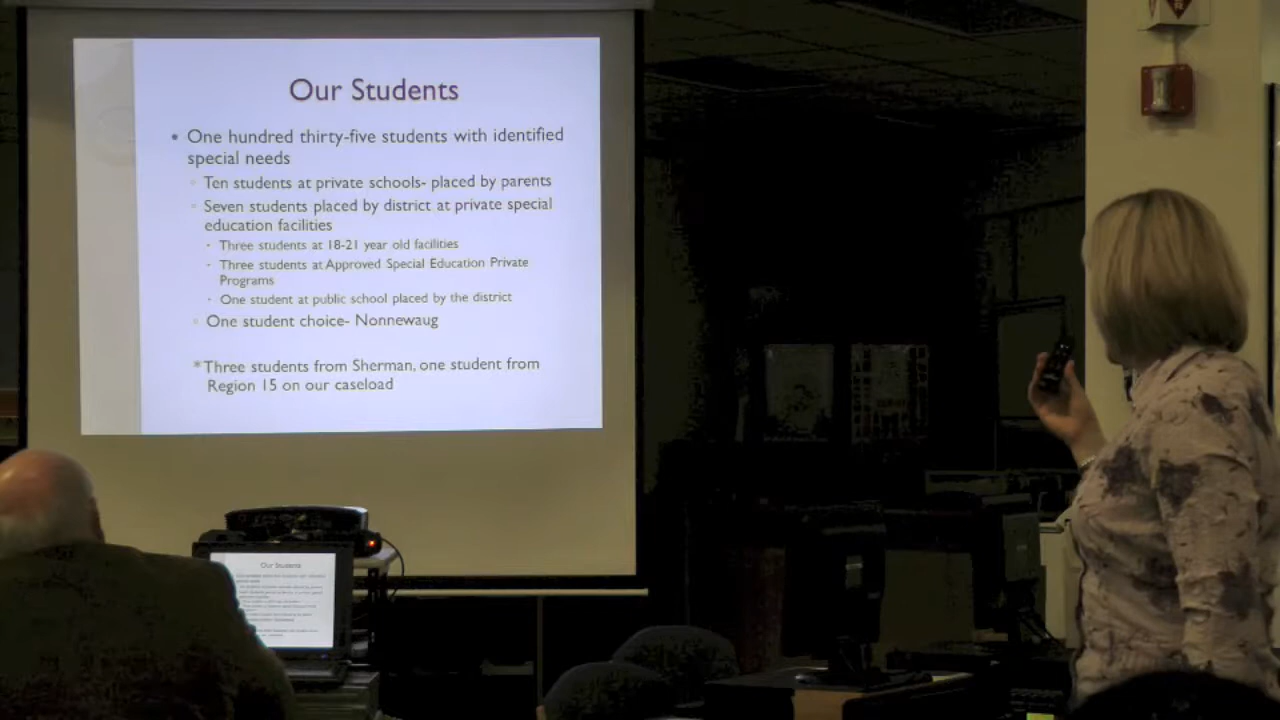 Our Students
• One hundred thirty-five students with identified
special needs
◦ Ten students at private schools- placed by parents
◦ Seven students placed by district at private special
education facilities
· Three students at 18-21 year old facilities
· Three students at Approved Special Education Private
Programs
· One student at public school placed by the district
◦ One student choice- Nonnewaug
*Three students from Sherman, one student from
Region 15 on our caseload
Our Students